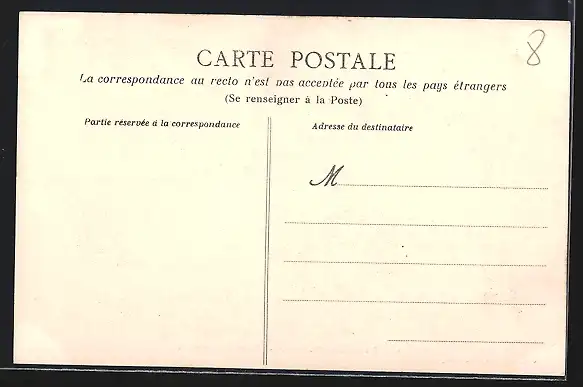 8
CARTE POSTALE
La correspondance au recto n'est pas acceptée par tous les pays étrangers
(Se renseigner à la Poste)
Partie réservée à la correspondance
Adresse du destinataire
M